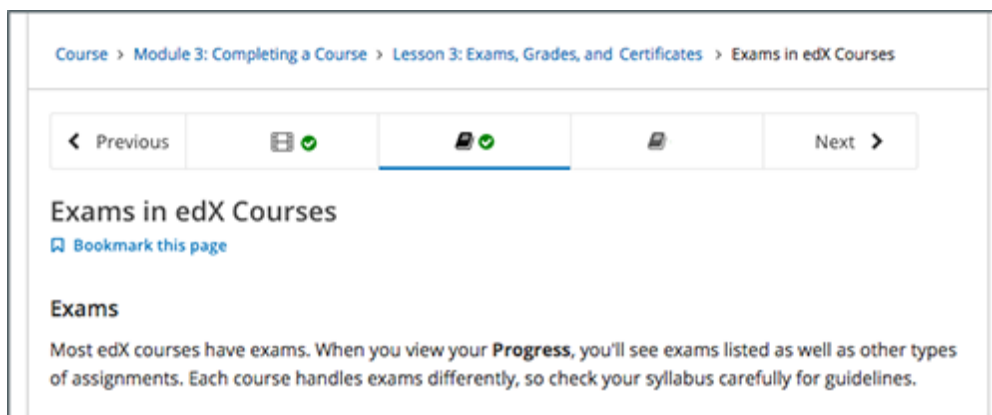 Course > Module 3: Completing a Course > Lesson 3: Exams, Grades, and Certificates > Exams in edX Courses
Previous
Next
Exams in edX Courses
Bookmark this page
Exams
Most edX courses have exams. When you view your Progress, you'll see exams listed as well as other types
of assignments. Each course handles exams differently, so check your syllabus carefully for guidelines.